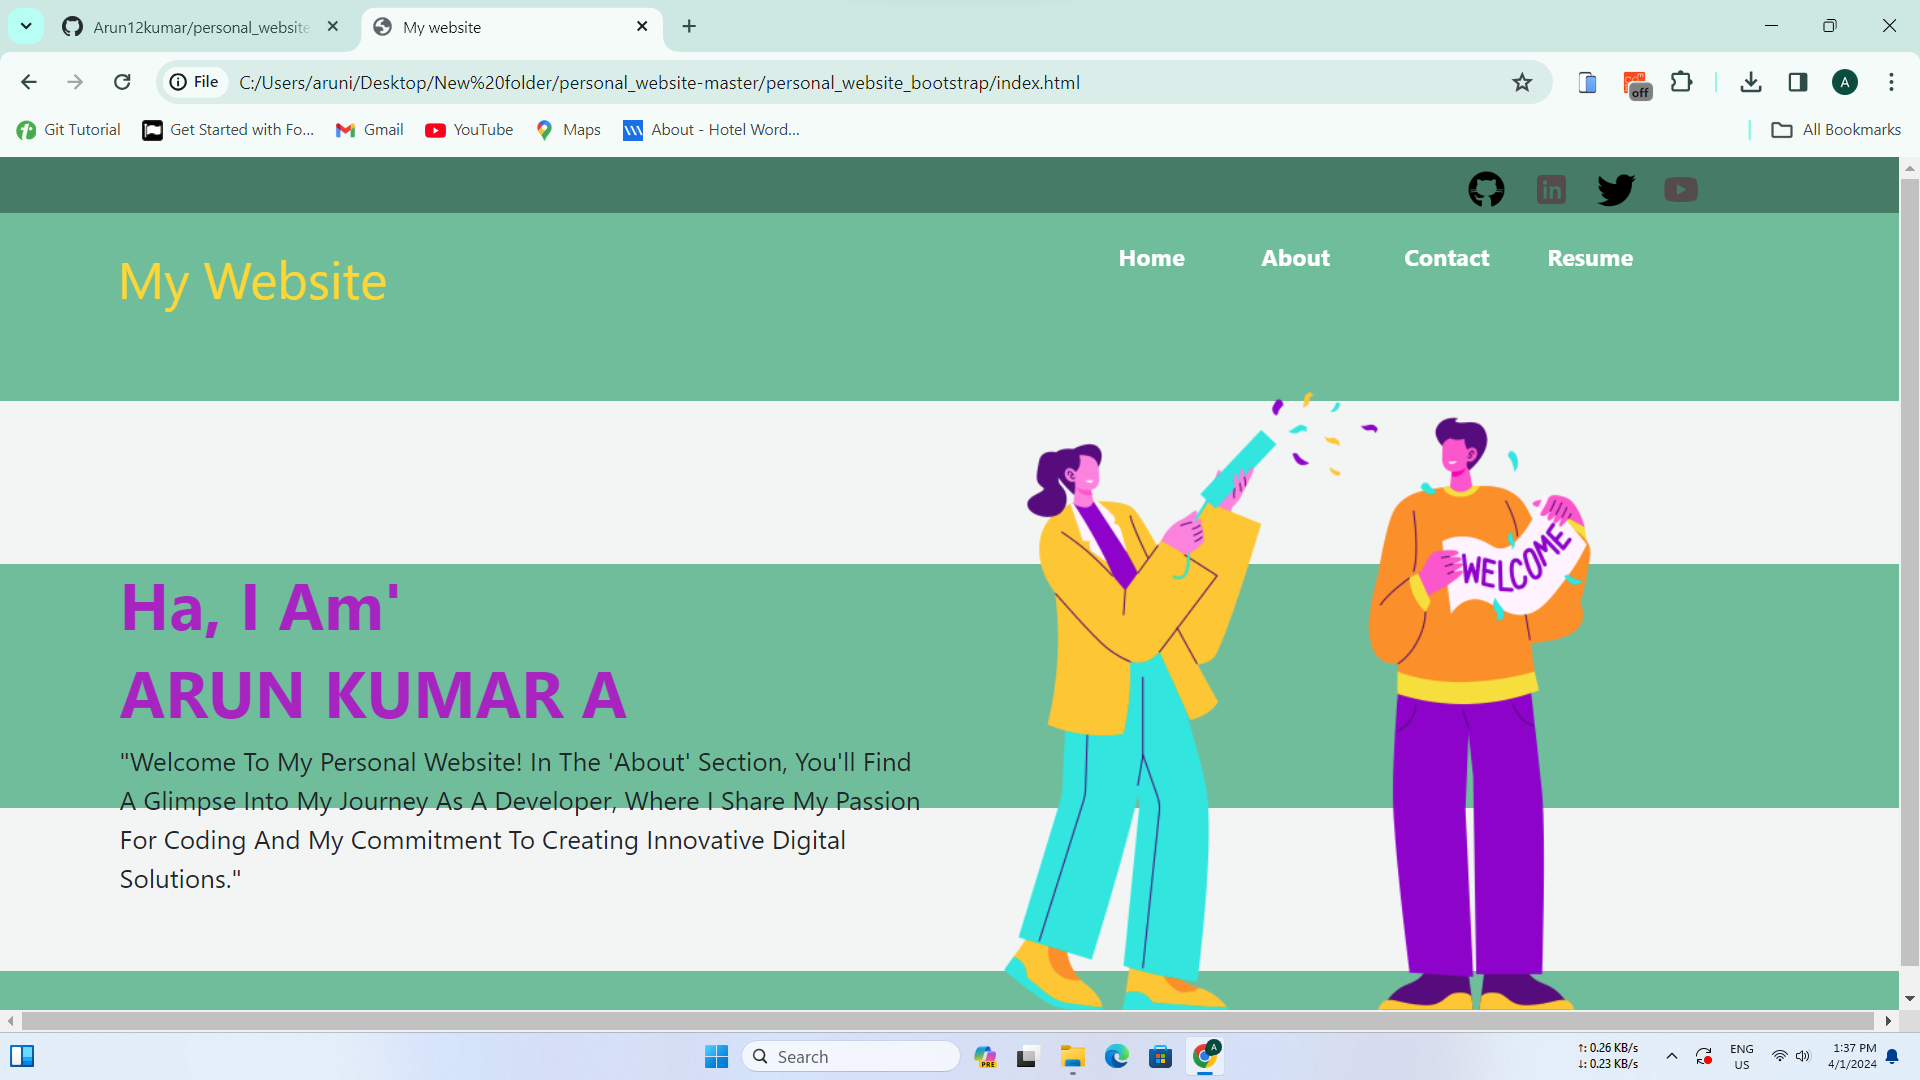 Arun12kumar/personal_website
My website
File
C:/Users/aruni/Desktop/New%20folder/personal_website-master/personal_website_bootstrap/index.html
off
A
Git Tutorial
Get Started with Fo...
Gmail
YouTube
Maps
About - Hotel Word...
All Bookmarks
in
Home
About
Contact
Resume
My Website
WELCOME
Ha, I Am'
ARUN KUMAR A
"Welcome To My Personal Website! In The 'About' Section, You'll Find
A Glimpse Into My Journey As A Developer, Where I Share My Passion
For Coding And My Commitment To Creating Innovative Digital
Solutions."
Search
PRE
A
↑: 0.26 KB/s
↓: 0.23 KB/s
ENG
US
1:37 PM
4/1/2024